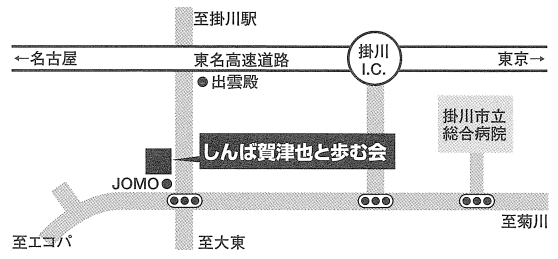 至掛川駅
←名古屋
東名高速道路
掛川
I.C.
東京→
出雲殿
掛川市立
総合病院
しんば賀津也と歩む会
JOMO
至エコパ
至大東
至菊川